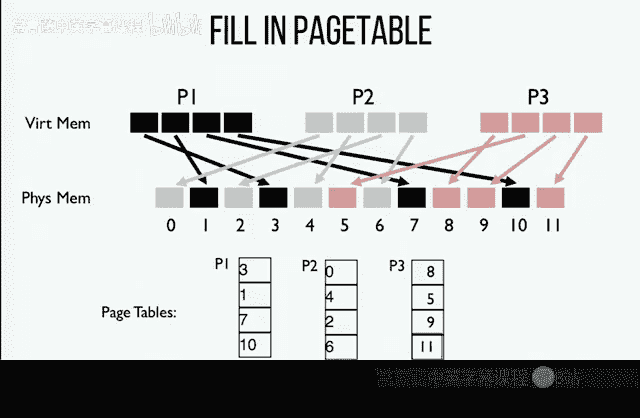 FILL IN PAGETABLE
P1 P2 P3
Virt Mem
Phys Mem
0 1 2 3 4 5 6 7 8 9 10 11
P1 P2 P3
Page Tables:
3 0 8
1 4 5
7 2 9
10 6 11